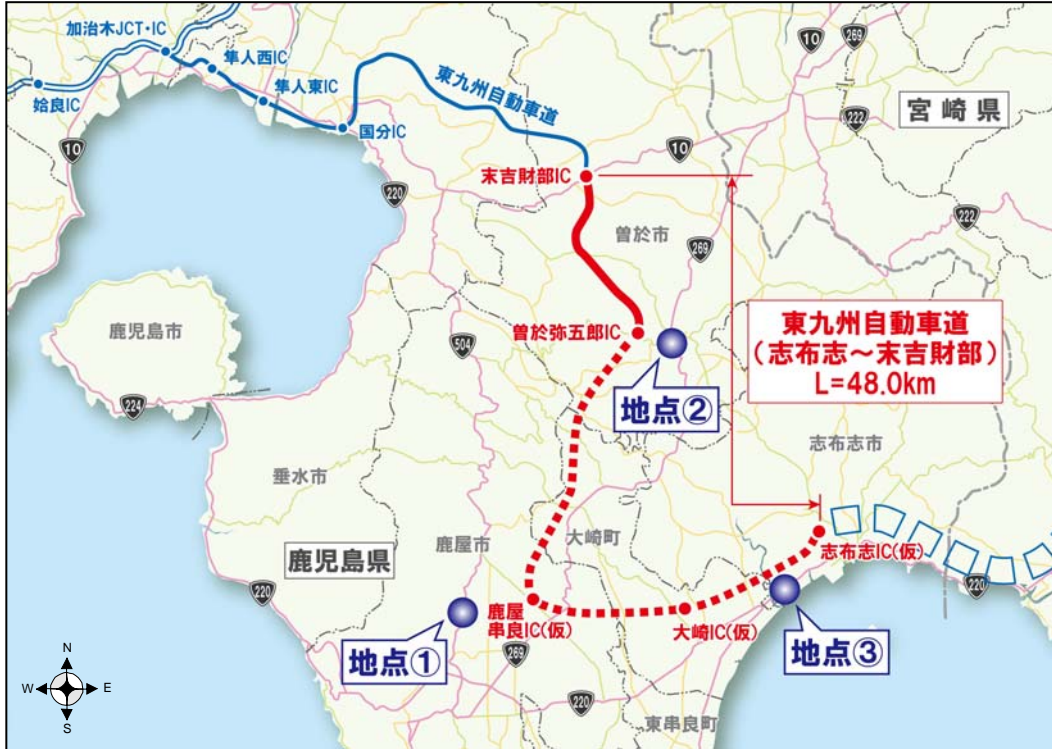 加治木JCT・IC
隼人西IC
隼人東IC
姶良IC
国分IC
東九州自動車道
宮崎県
10
269
222
10
10
220
222
末吉財部IC
曽於市
269
鹿児島市
曽於弥五郎IC
504
東九州自動車道
(志布志～末吉財部)
L=48.0km
地点②
224
志布志市
垂水市
鹿屋市
大崎町
鹿児島県
志布志IC(仮)
220
220
鹿屋
串良IC(仮)
大崎IC(仮)
地点①
269
地点③
220
東串良町
N
W
E
S